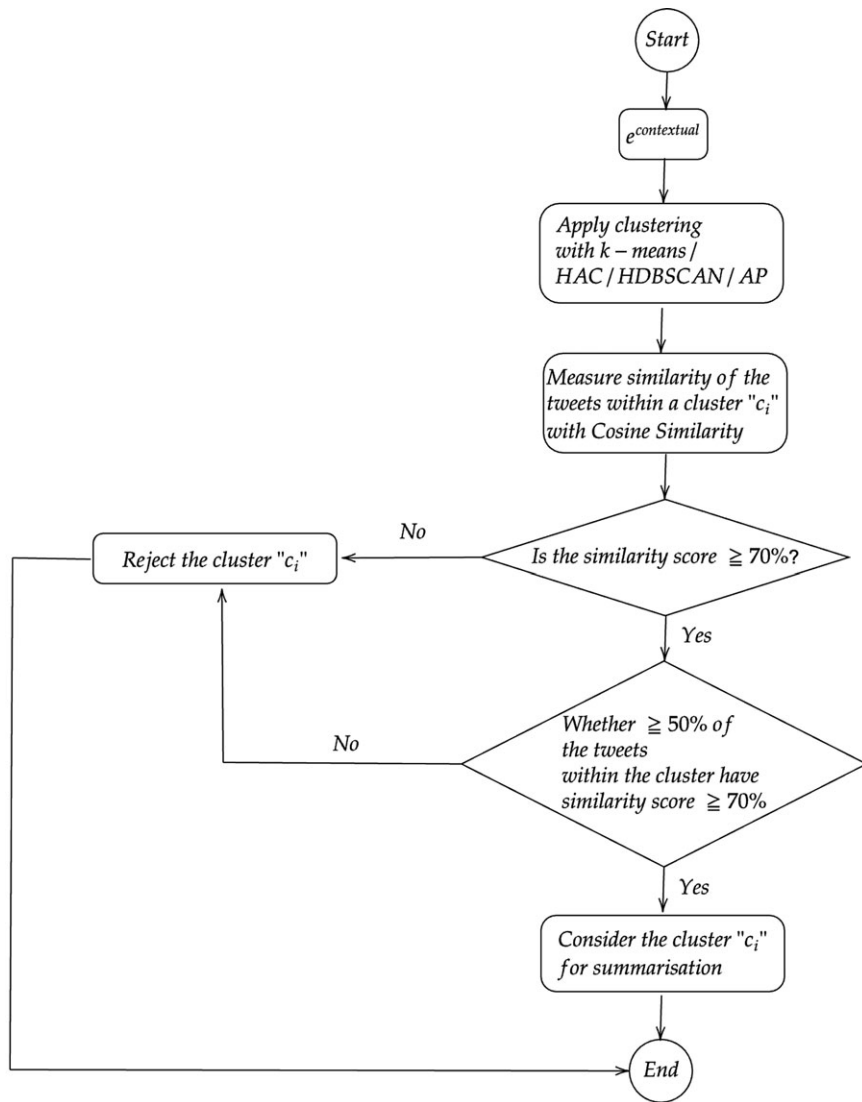 Start
e^contextual
Apply clustering
with k – means /
HAC / HDBSCAN / AP
Measure similarity of the
tweets within a cluster "c_i"
with Cosine Similarity
No
Reject the cluster "c_i"
Is the similarity score ≧ 70%?
Yes
Whether ≧ 50% of
the tweets
within the cluster have
similarity score ≧ 70%
No
Yes
Consider the cluster "c_i"
for summarisation
End